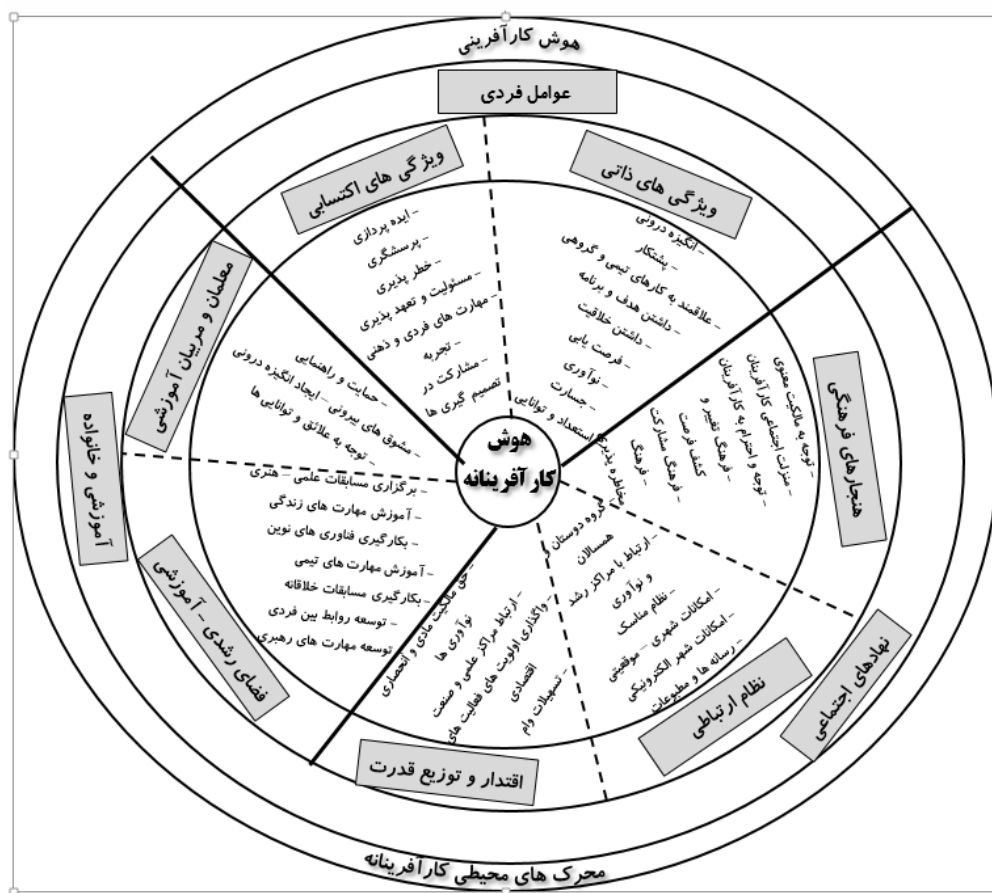 هوش کارآفرینی
عوامل فردی
ویژگی های ذاتی
– انگیزه درونی
– پشتکار
– علاقمند به کارهای تیمی و گروهی
– داشتن هدف و برنامه
– داشتن خلاقیت
– فرصت یابی
– نوآوری
– جسارت
استعداد و توانایی
مخاطره پذیری
ویژگی های اکتسابی
– ایده پردازی
– پرسشگری
– خطر پذیری
– مسئولیت و تعهد پذیری
– مهارت های فردی و ذهنی
– تجربه
– مشارکت در
تصمیم گیری ها
معلمان و مربیان آموزشی
– حمایت و راهنمایی
– مشوق های بیرونی – ایجاد انگیزه درونی
– توجه به علائق و توانایی ها
آموزشی و خانواده
فضای رشدی – آموزشی
– برگزاری مسابقات علمی – هنری
– آموزش مهارت های زندگی
– بکارگیری فناوری های نوین
– آموزش مهارت های تیمی
– بکارگیری مسابقات خلاقانه
– توسعه روابط بین فردی
توسعه مهارت های رهبری
هنجارهای فرهنگی
– توجه به مالکیت معنوی
– منزلت اجتماعی کارآفرینان
– توجه و احترام به کارآفرینان
– فرهنگ تغییر و
کشف فرصت
– فرهنگ مشارکت
– فرهنگ
نهادهای اجتماعی
نظام ارتباطی
گروه دوستان و
همسالان
– ارتباط با مراکز رشد
و نوآوری
– نظام مناسک
– امکانات شهری – موقعیتی
– امکانات شهر الکترونیکی
– رسانه ها و مطبوعات
اقتدار و توزیع قدرت
– حق مالکیت مادی و انحصاری
نوآوری ها
– ارتباط مراکز علمی و صنعت
– واگذاری اولویت های فعالیت های
اقتصادی
– تسهیلات وام
هوش
کارآفرینانه
محرک های محیطی کارآفرینانه